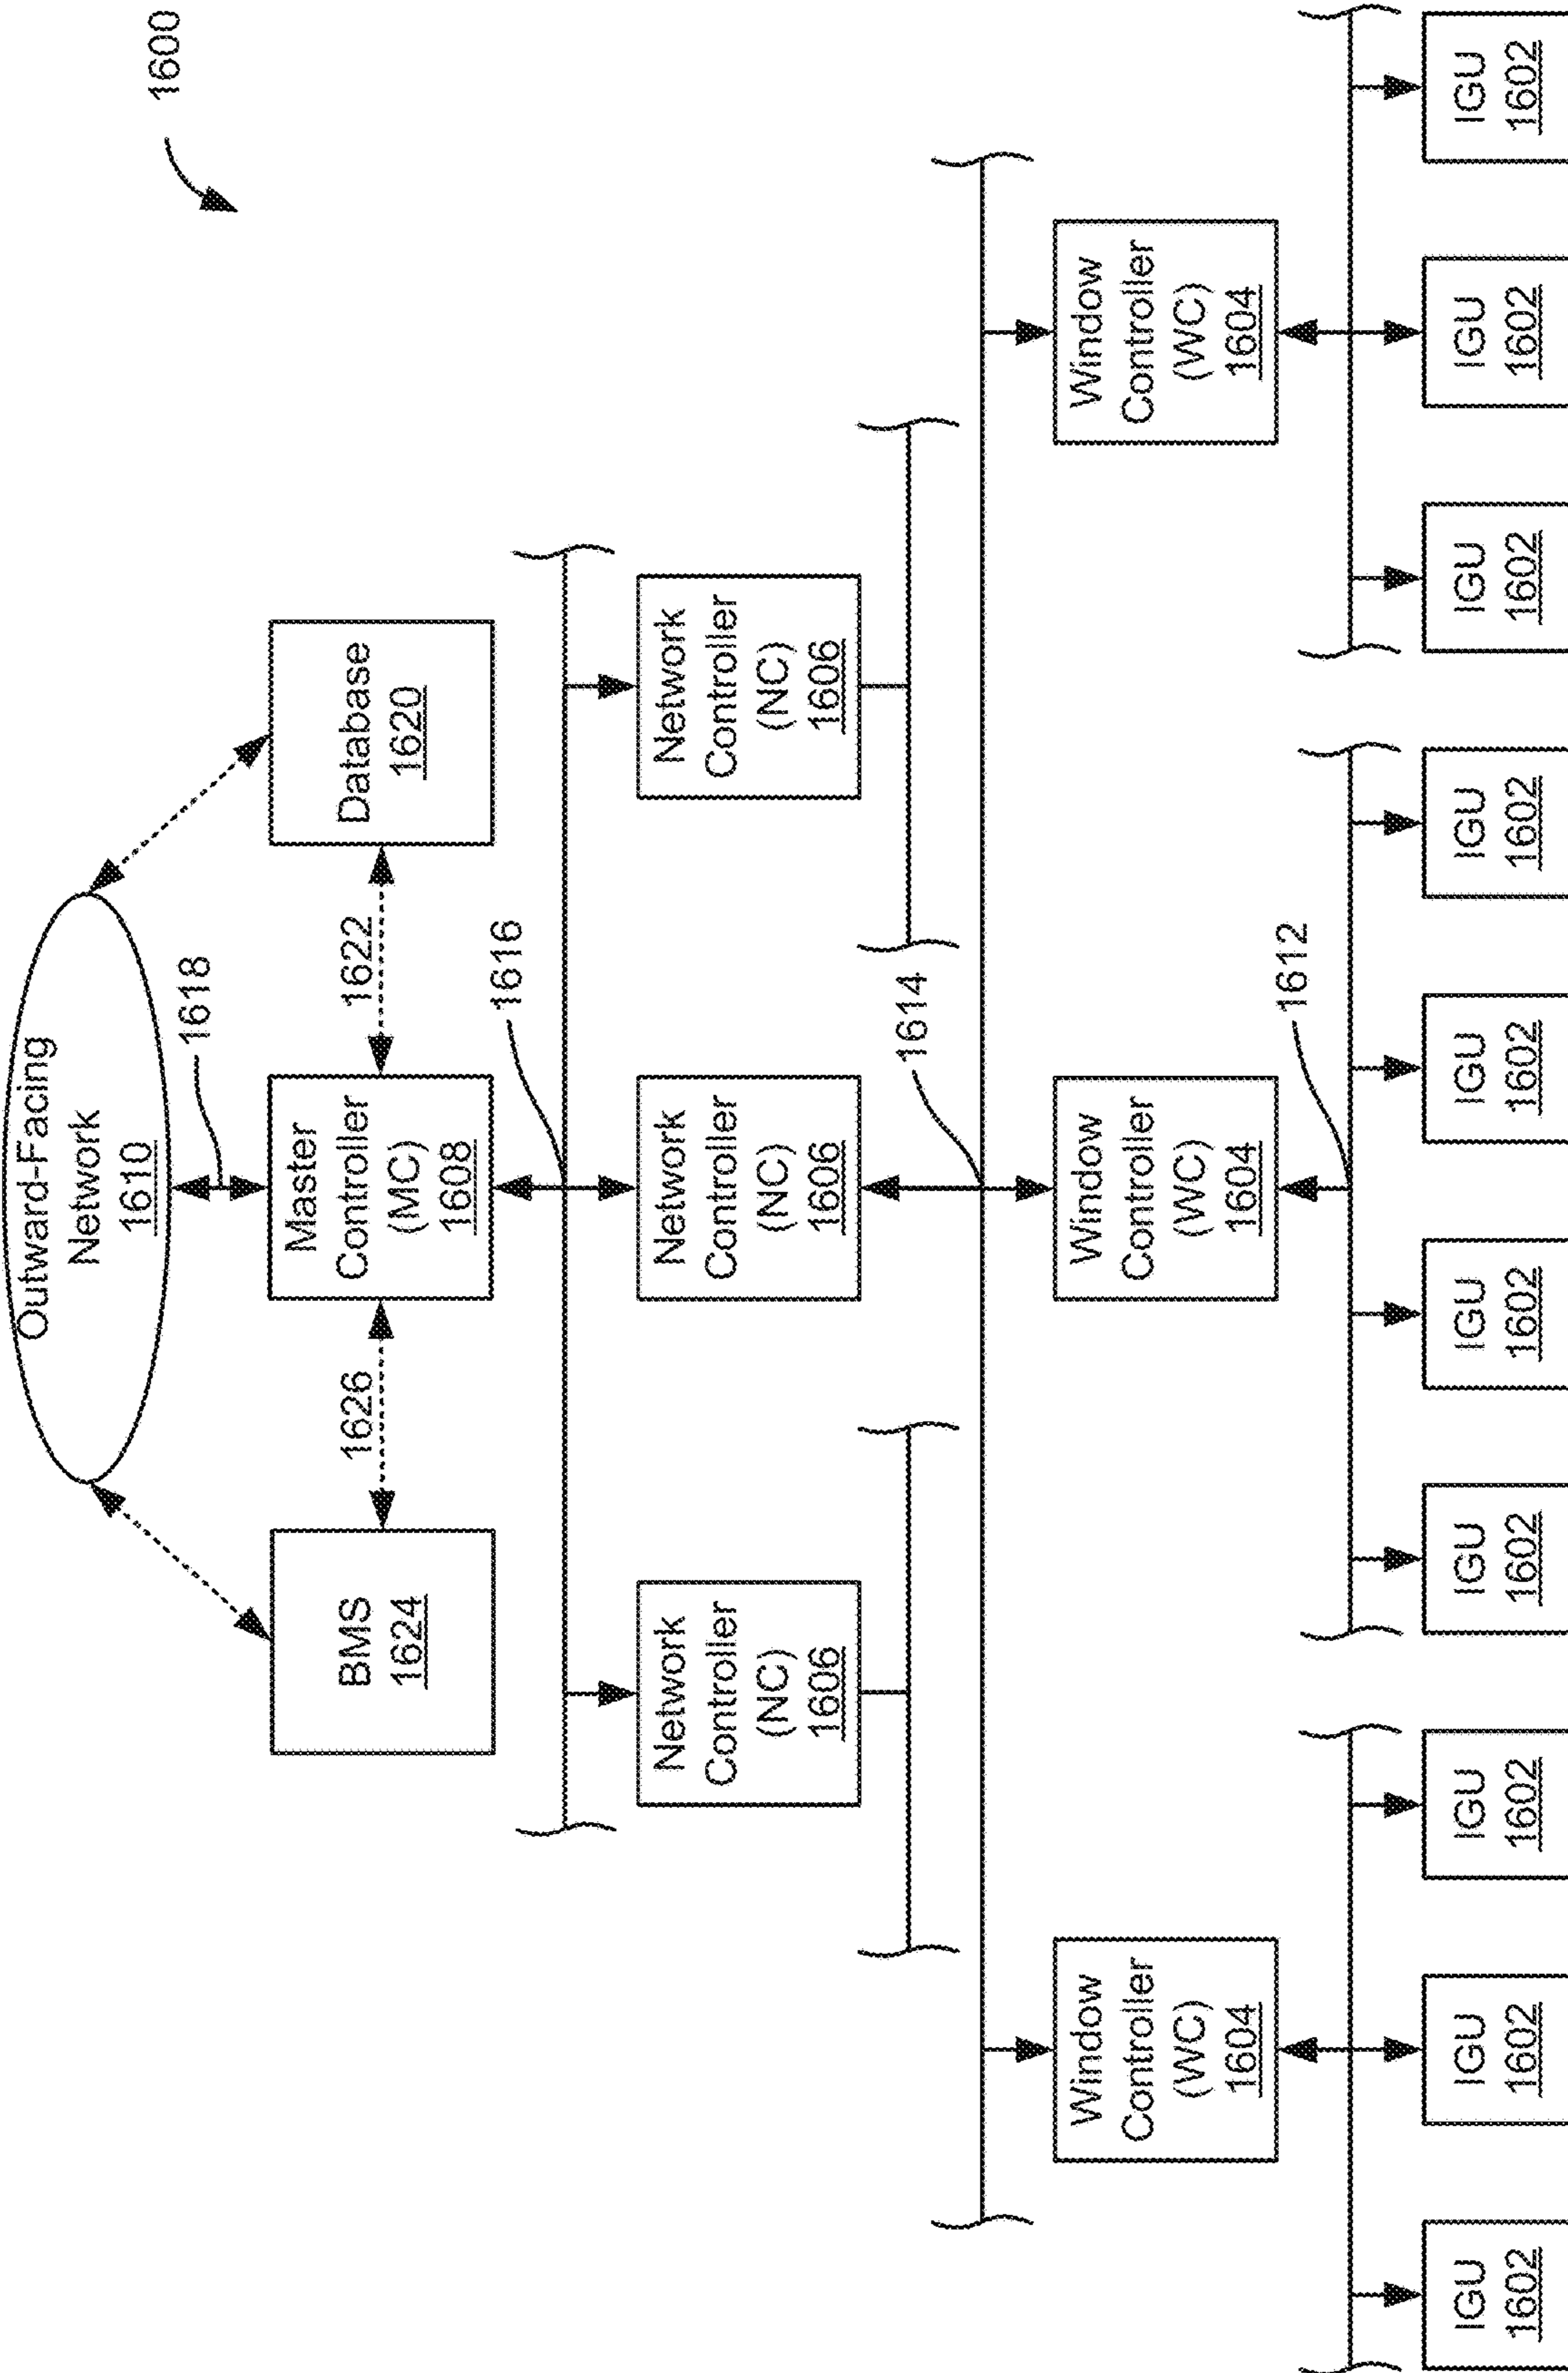 Outward-Facing
Network
1610
1600
1618
BMS
1624
1626
Master
Controller
(MC)
1608
1622
Database
1620
1616
Network
Controller
(NC)
1606
Network
Controller
(NC)
1606
Network
Controller
(NC)
1606
1614
Window
Controller
(WC)
1604
Window
Controller
(WC)
1604
Window
Controller
(WC)
1604
1612
IGU
1602
IGU
1602
IGU
1602
IGU
1602
IGU
1602
IGU
1602
IGU
1602
IGU
1602
IGU
1602
IGU
1602